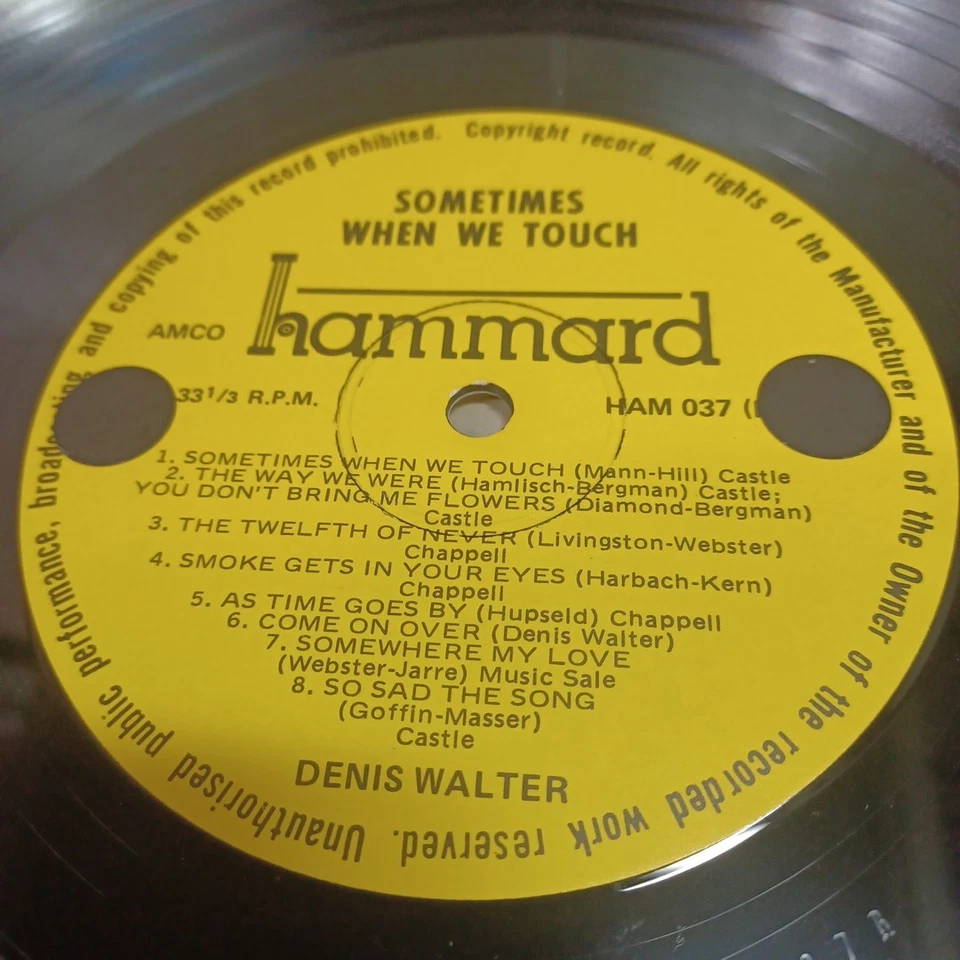 Unauthorised public performance, broadcasting and copying of this record prohibited. Copyright record. All rights of the Manufacturer and of the Owner of the recorded work reserved.
SOMETIMES
WHEN WE TOUCH
hammard
AMCO
33 1/3 R.P.M.
HAM 037 (
1. SOMETIMES WHEN WE TOUCH (Mann-Hill) Castle
2. THE WAY WE WERE (Hamlisch-Bergman) Castle;
YOU DON'T BRING ME FLOWERS (Diamond-Bergman)
Castle
3. THE TWELFTH OF NEVER (Livingston-Webster)
Chappell
4. SMOKE GETS IN YOUR EYES (Harbach-Kern)
Chappell
5. AS TIME GOES BY (Hupseld) Chappell
6. COME ON OVER (Denis Walter)
7. SOMEWHERE MY LOVE
(Webster-Jarre) Music Sale
8. SO SAD THE SONG
(Goffin-Masser)
Castle
DENIS WALTER